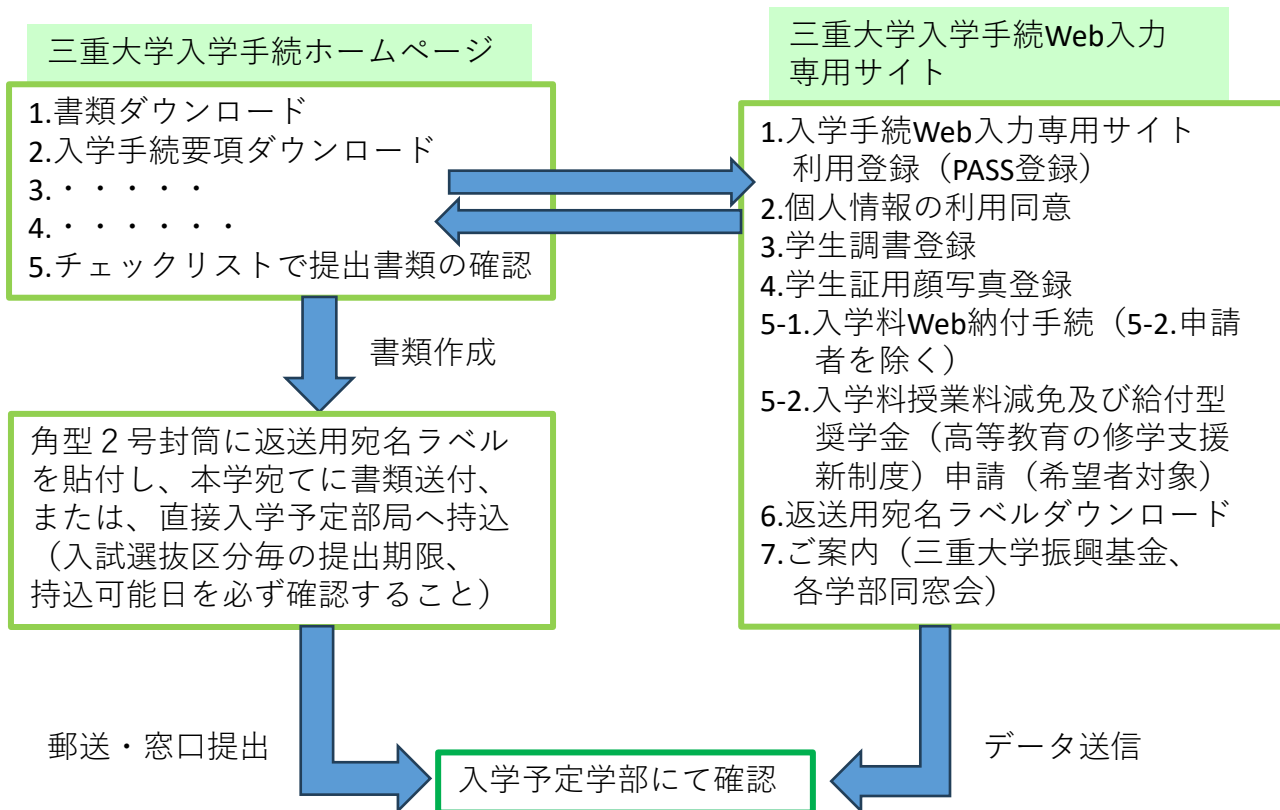 三重大学入学手続ホームページ
1.書類ダウンロード
2.入学手続要項ダウンロード
3.・・・・・
4.・・・・・・
5.チェックリストで提出書類の確認
書類作成
角型２号封筒に返送用宛名ラベル
を貼付し、本学宛てに書類送付、
または、直接入学予定部局へ持込
（入試選抜区分毎の提出期限、
持込可能日を必ず確認すること）
郵送・窓口提出
三重大学入学手続Web入力
専用サイト
1.入学手続Web入力専用サイト
利用登録（PASS登録）
2.個人情報の利用同意
3.学生調書登録
4.学生証用顔写真登録
5-1.入学料Web納付手続（5-2.申請
者を除く）
5-2.入学料授業料減免及び給付型
奨学金（高等教育の修学支援
新制度）申請（希望者対象）
6.返送用宛名ラベルダウンロード
7.ご案内（三重大学振興基金、
各学部同窓会）
データ送信
入学予定学部にて確認